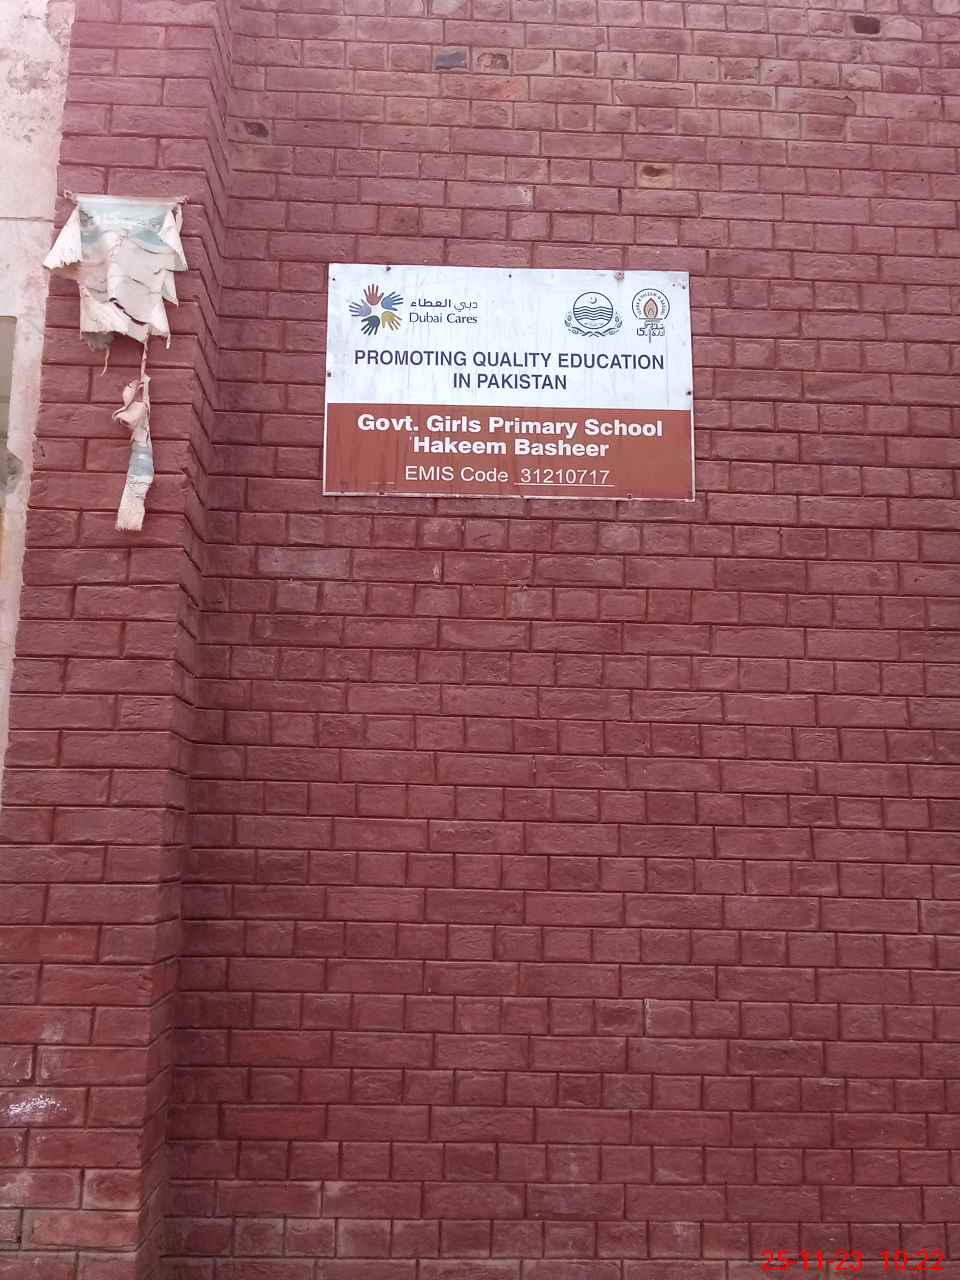 دبي العطاء
Dubai Cares
PROMOTING QUALITY EDUCATION
IN PAKISTAN
Govt. Girls Primary School
Hakeem Basheer
EMIS Code 31210717
25-11-23 10:22